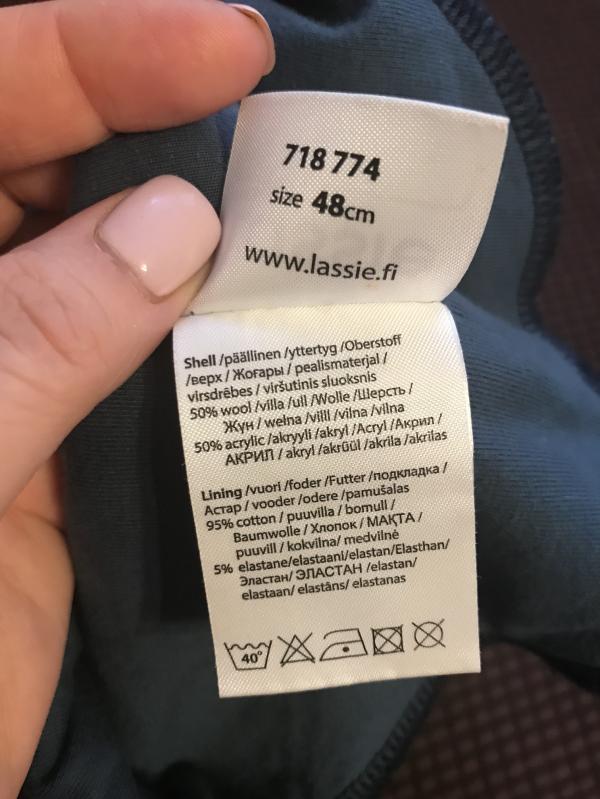 718 774
size 48cm
www.lassie.fi
Shell /päällinen /yttertyg /Oberstoff
/верх / Жоғары / pealismaterjal /
virsdrēbes / viršutinis sluoksnis
50% wool /villa /ull /Wolle /Шерсть /
Жүн / wełna /villl / vilna /vilna
50% acrylic /akryyli /akryl /Acryl /Акрил /
АКРИЛ / akryl /akrüül /akrila /akrilas
Lining /vuori /foder /Futter /подкладка /
Астар / vooder /odere /pamušalas
95% cotton / puuvilla / bomull /
Baumwolle / Хлопок / МАҚТА /
puuvill / kokvilna/ medvilnė
5% elastane/elastaani/elastan/Elasthan/
Эластан/ ЭЛАСТАН /elastan/
elastaan/ elastāns/ elastanas
40°